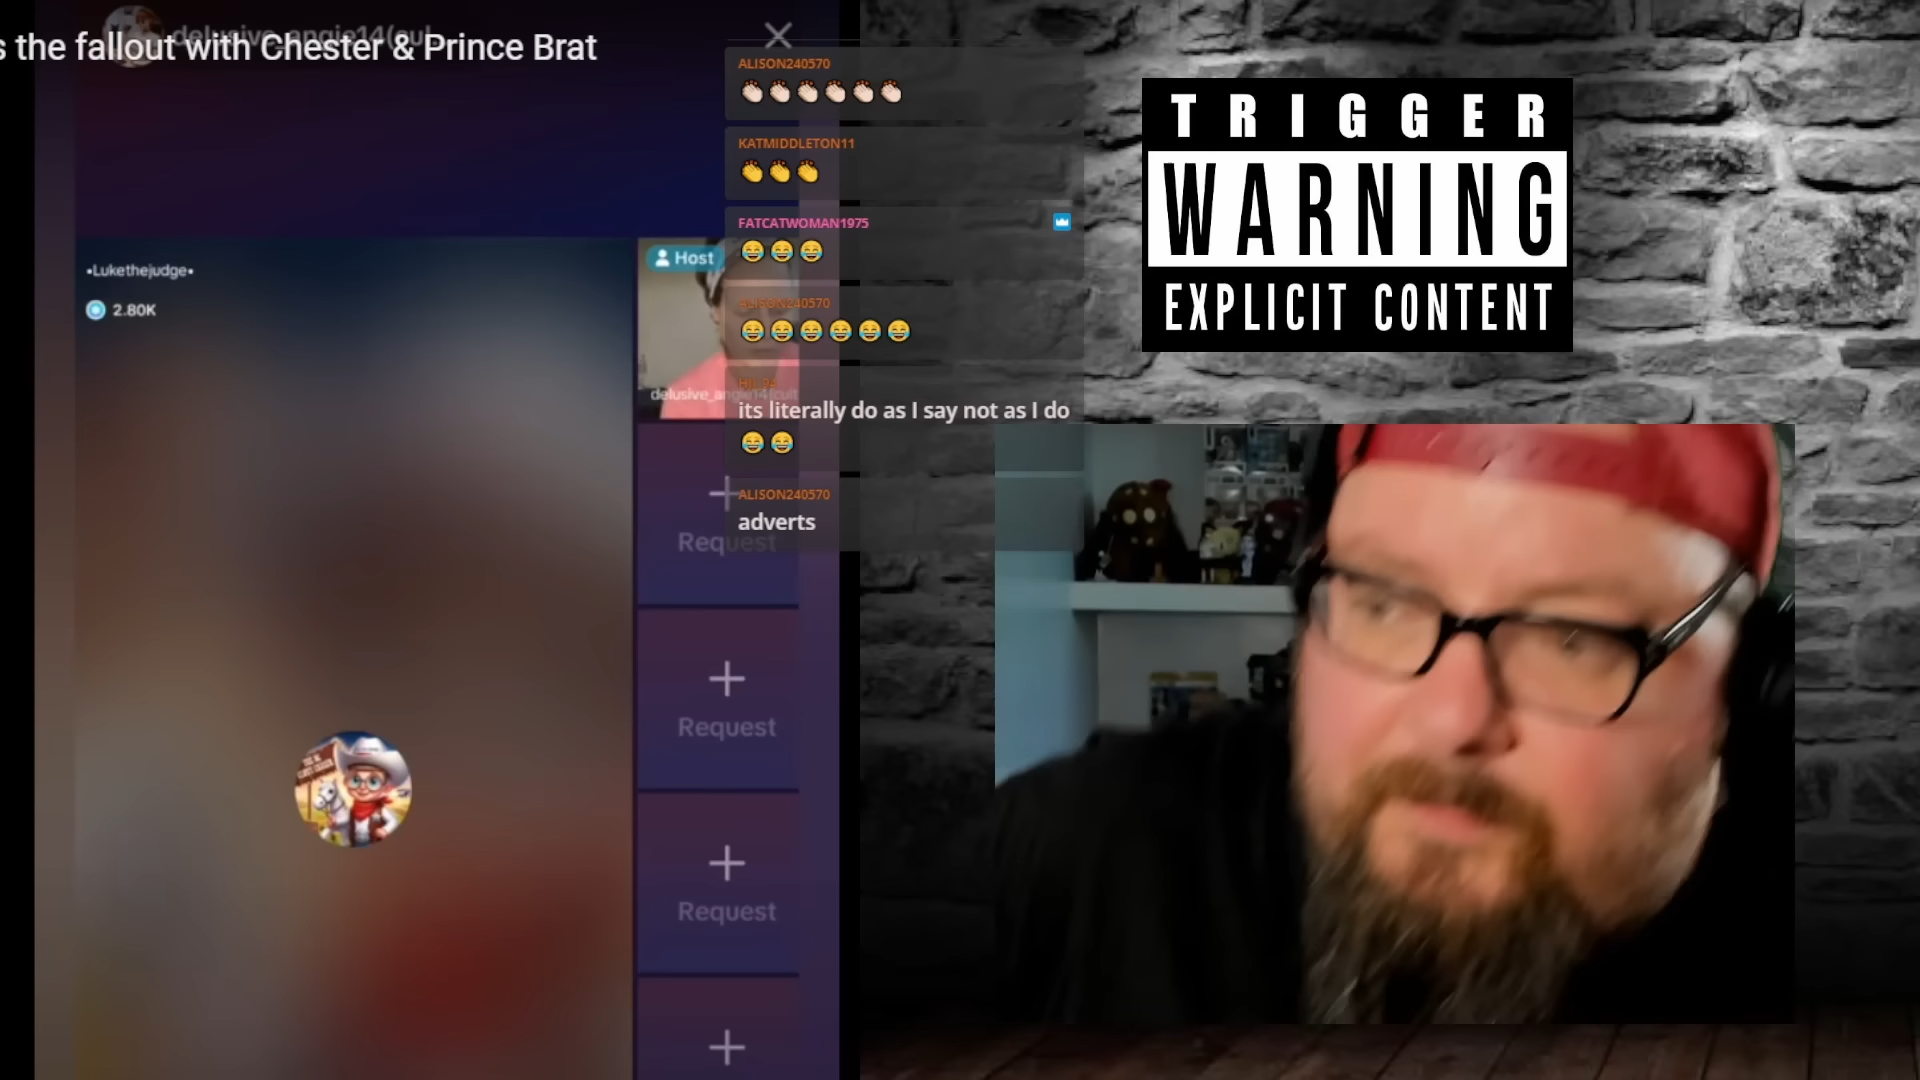 s the fallout with Chester & Prince Brat
•Lukethejudge•
2.80K
Host
Request
Request
Request
ALISON240570
👏🏻👏🏻👏🏻👏🏻👏🏻👏🏻
KATMIDDLETON11
👏👏👏
FATCATWOMAN1975
😂😂😂
ALISON240570
😂😂😂😂😂😂
its literally do as I say not as I do
😂😂
ALISON240570
adverts
TRIGGER
WARNING
EXPLICIT CONTENT